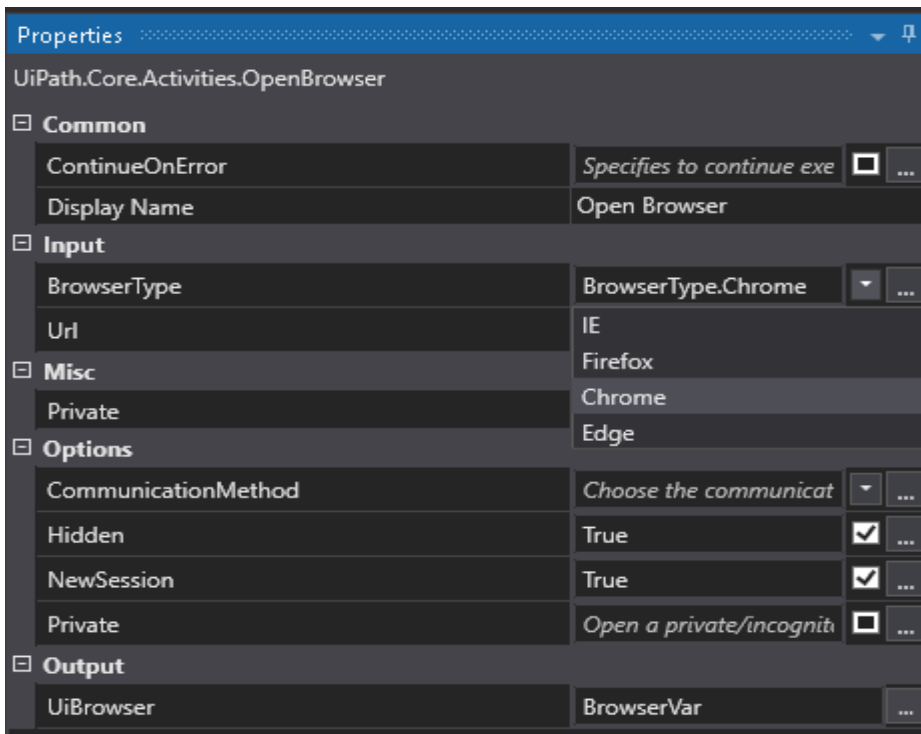 Properties
UiPath.Core.Activities.OpenBrowser
Common
ContinueOnError Specifies to continue exe ...
Display Name Open Browser
Input
BrowserType BrowserType.Chrome ...
Url IE
Firefox
Misc
Chrome
Private
Edge
Options
CommunicationMethod Choose the communicat ...
Hidden True ...
NewSession True ...
Private Open a private/incognit ...
Output
UiBrowser BrowserVar ...